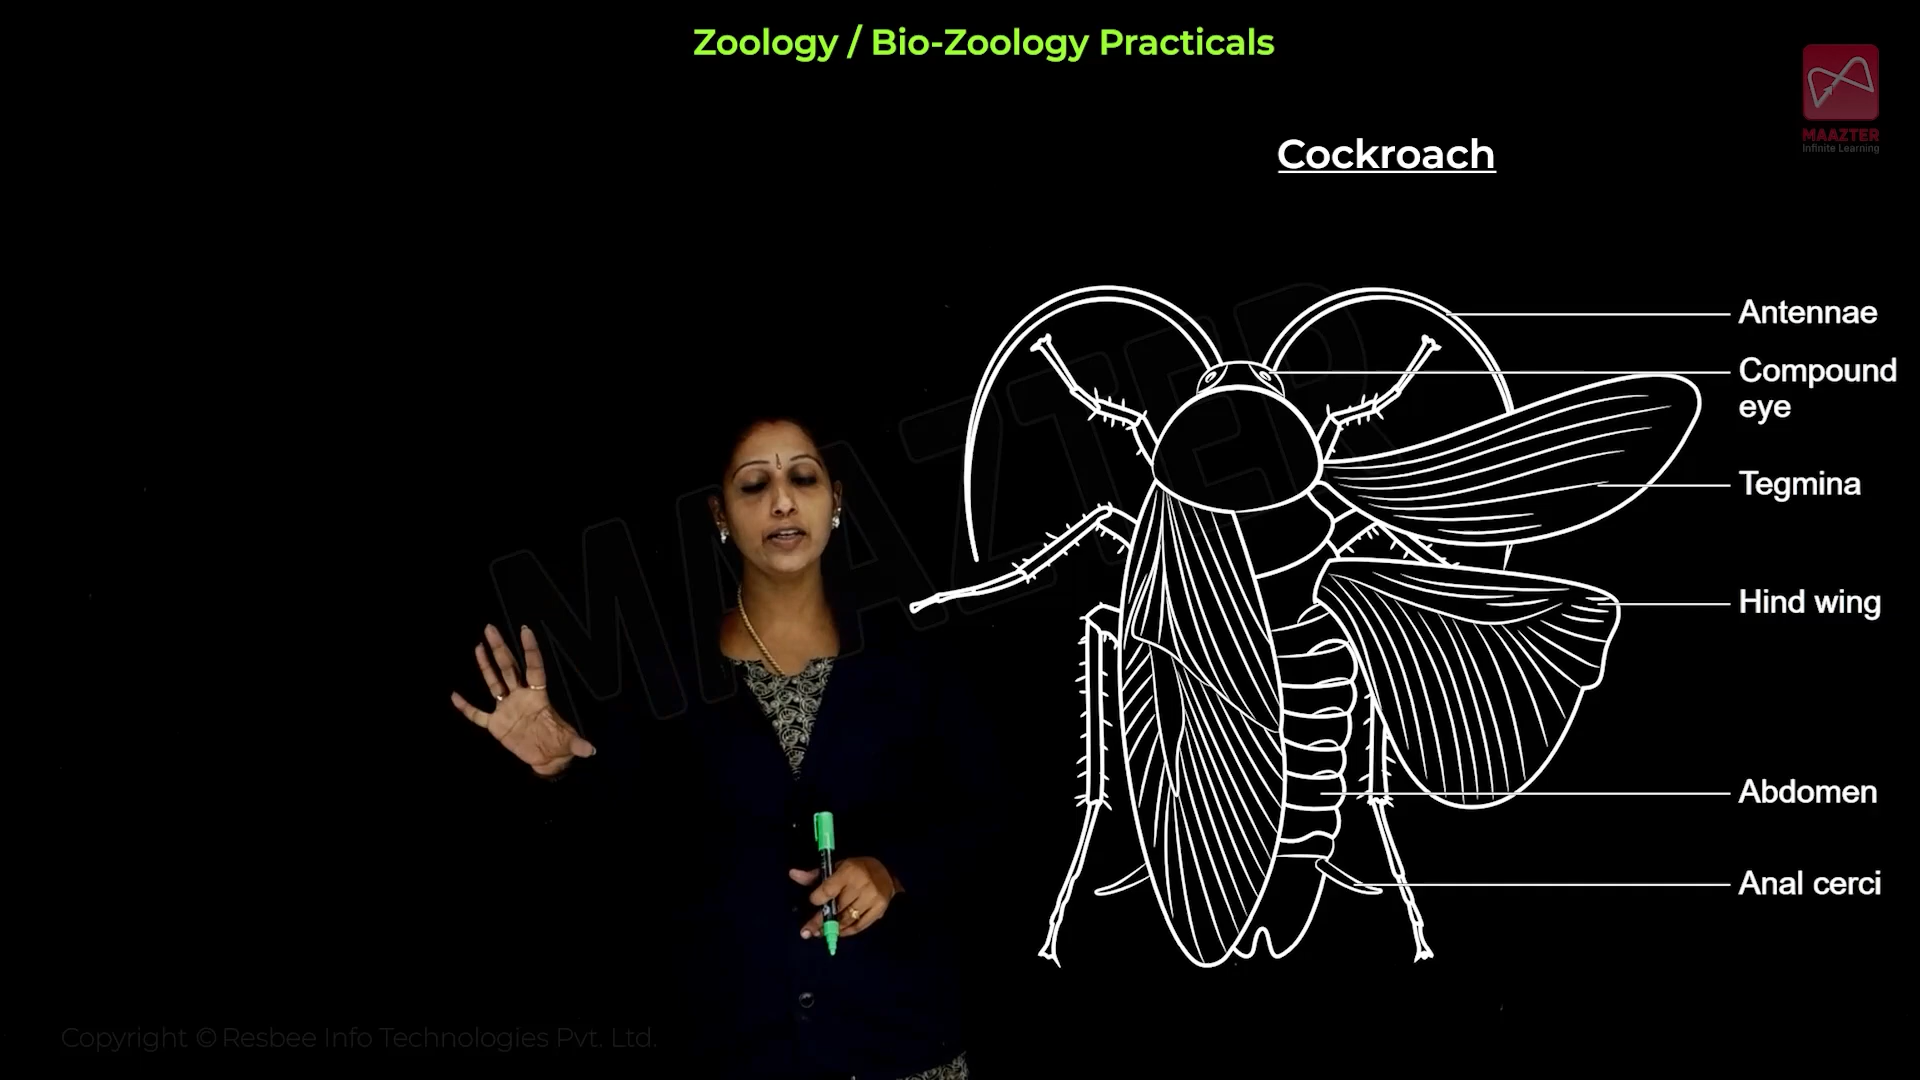 Zoology / Bio-Zoology Practicals
MAAZTER
Infinite Learning
Cockroach
Antennae
Compound
eye
Tegmina
Hind wing
Abdomen
Anal cerci
MAAZTER
Copyright © Resbee Info Technologies Pvt. Ltd.